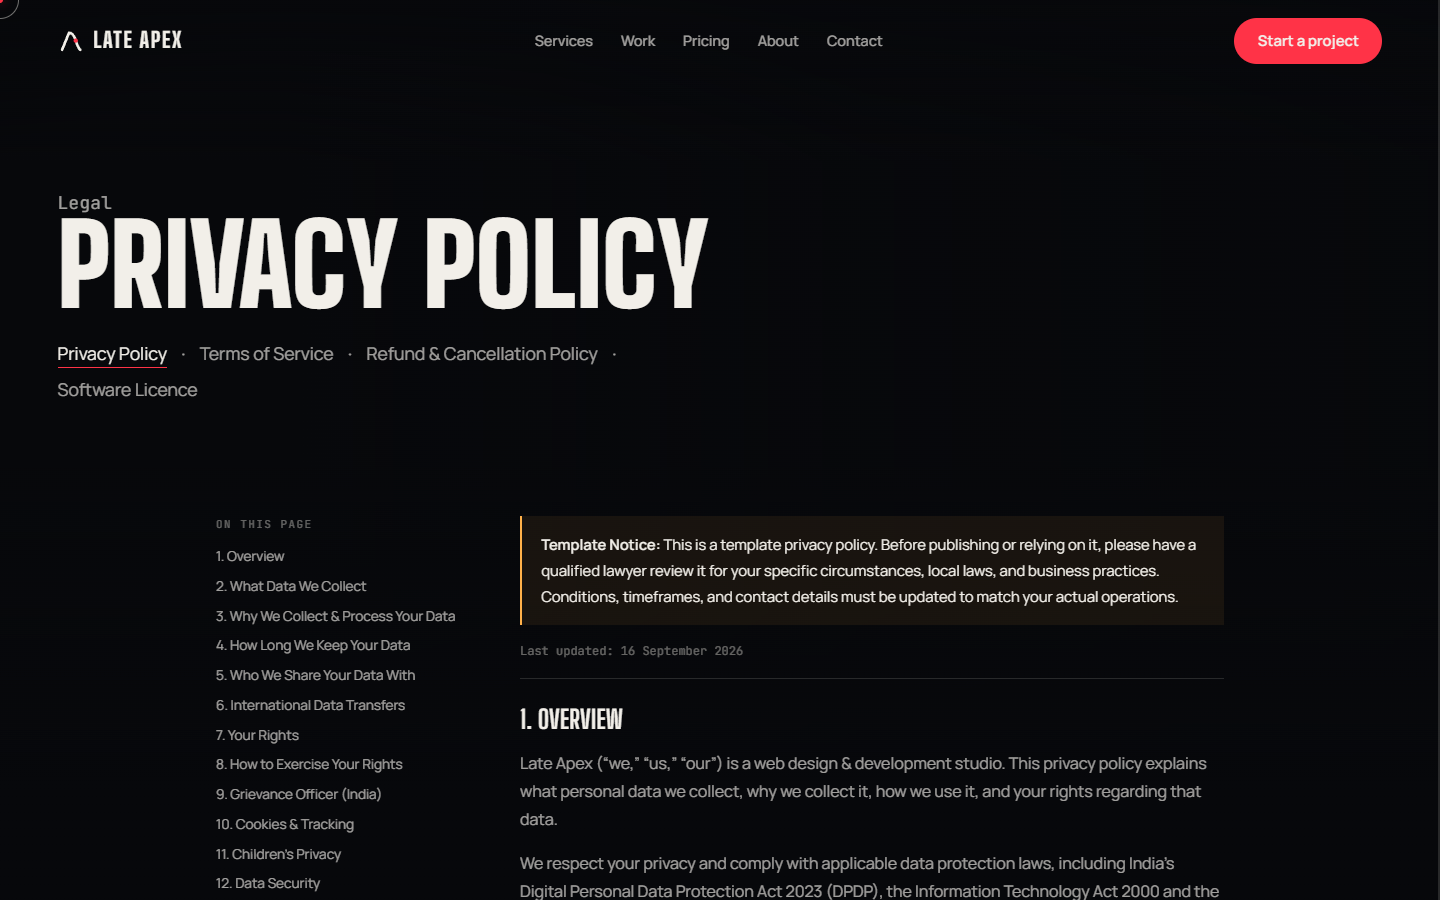 LATE APEX
Services Work Pricing About Contact
Start a project
Legal
PRIVACY POLICY
Privacy Policy · Terms of Service · Refund & Cancellation Policy ·
Software Licence
ON THIS PAGE
1. Overview
2. What Data We Collect
3. Why We Collect & Process Your Data
4. How Long We Keep Your Data
5. Who We Share Your Data With
6. International Data Transfers
7. Your Rights
8. How to Exercise Your Rights
9. Grievance Officer (India)
10. Cookies & Tracking
11. Children's Privacy
12. Data Security
Template Notice: This is a template privacy policy. Before publishing or relying on it, please have a
qualified lawyer review it for your specific circumstances, local laws, and business practices.
Conditions, timeframes, and contact details must be updated to match your actual operations.
Last updated: 16 September 2026
1. OVERVIEW
Late Apex (“we,” “us,” “our”) is a web design & development studio. This privacy policy explains
what personal data we collect, why we collect it, how we use it, and your rights regarding that
data.
We respect your privacy and comply with applicable data protection laws, including India's
Digital Personal Data Protection Act 2023 (DPDP), the Information Technology Act 2000 and the